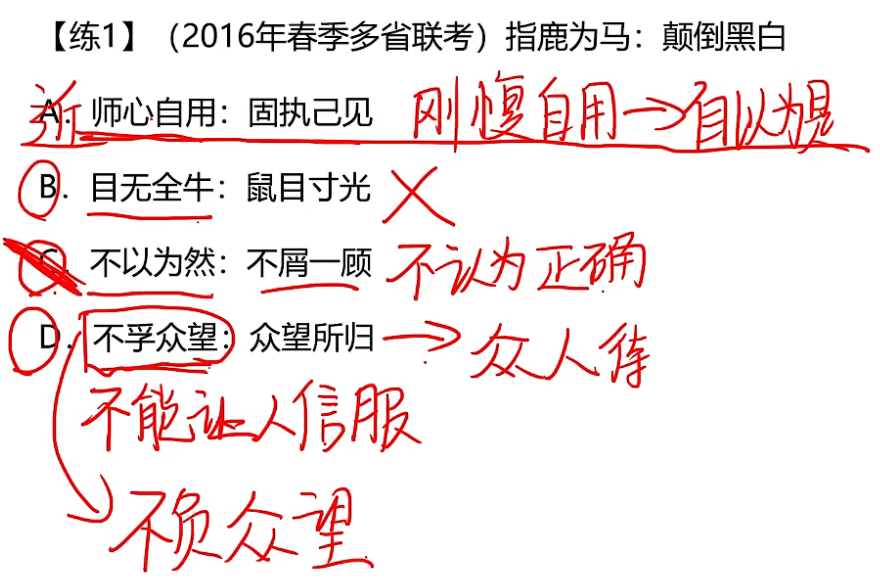 【练1】（2016年春季多省联考）指鹿为马：颠倒黑白
近 A. 师心自用：固执己见 刚愎自用→自以为是
B. 目无全牛：鼠目寸光 ×
C. 不以为然：不屑一顾 不认为正确
D. 不孚众望：众望所归→众人
不能让人信服
不负众望